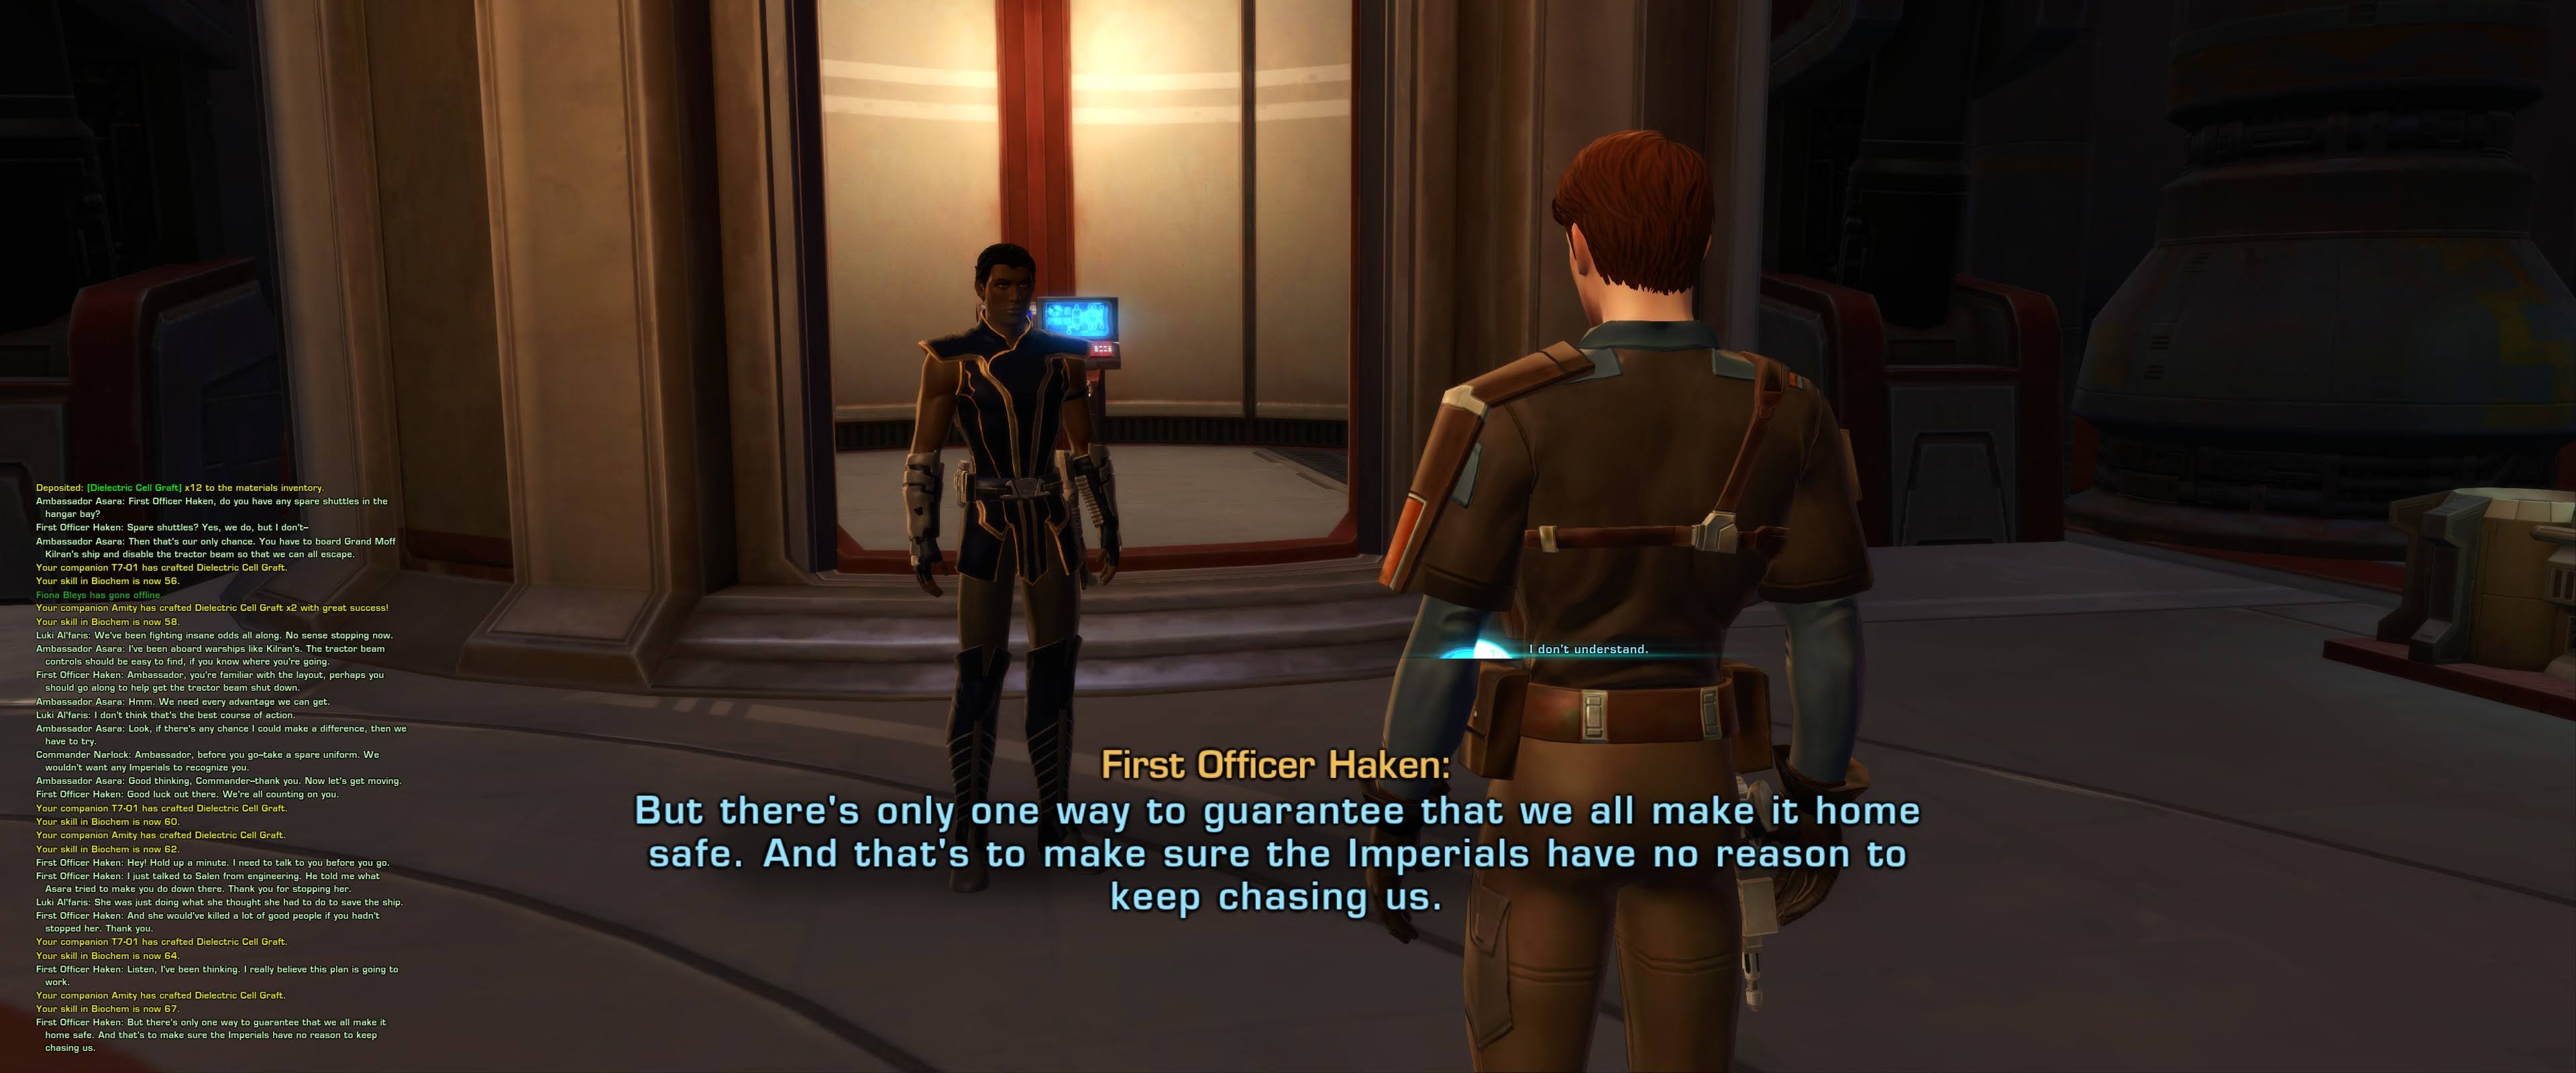 Deposited: [Dielectric Cell Graft] x12 to the materials inventory.
Ambassador Asara: First Officer Haken, do you have any spare shuttles in the
hangar bay?
First Officer Haken: Spare shuttles? Yes, we do, but I don't—
Ambassador Asara: Then that's our only chance. You have to board Grand Moff
Kilran's ship and disable the tractor beam so that we can all escape.
Your companion T7-O1 has crafted Dielectric Cell Graft.
Your skill in Biochem is now 56.
Fiona Bleys has gone offline.
Your companion Amity has crafted Dielectric Cell Graft x2 with great success!
Your skill in Biochem is now 58.
Luki Al'faris: We've been fighting insane odds all along. No sense stopping now.
Ambassador Asara: I've been aboard warships like Kilran's. The tractor beam
controls should be easy to find, if you know where you're going.
First Officer Haken: Ambassador, you're familiar with the layout, perhaps you
should go along to help get the tractor beam shut down.
Ambassador Asara: Hmm. We need every advantage we can get.
Luki Al'faris: I don't think that's the best course of action.
Ambassador Asara: Look, if there's any chance I could make a difference, then we
have to try.
Commander Narlock: Ambassador, before you go—take a spare uniform. We
wouldn't want any Imperials to recognize you.
Ambassador Asara: Good thinking, Commander—thank you. Now let's get moving.
First Officer Haken: Good luck out there. We're all counting on you.
Your companion T7-O1 has crafted Dielectric Cell Graft.
Your skill in Biochem is now 60.
Your companion Amity has crafted Dielectric Cell Graft.
Your skill in Biochem is now 62.
First Officer Haken: Hey! Hold up a minute. I need to talk to you before you go.
First Officer Haken: I just talked to Salen from engineering. He told me what
Asara tried to make you do down there. Thank you for stopping her.
Luki Al'faris: She was just doing what she thought she had to do to save the ship.
First Officer Haken: And she would've killed a lot of good people if you hadn't
stopped her. Thank you.
Your companion T7-O1 has crafted Dielectric Cell Graft.
Your skill in Biochem is now 64.
First Officer Haken: Listen, I've been thinking. I really believe this plan is going to
work.
Your companion Amity has crafted Dielectric Cell Graft.
Your skill in Biochem is now 67.
First Officer Haken: But there's only one way to guarantee that we all make it
home safe. And that's to make sure the Imperials have no reason to keep
chasing us.
1 I don't understand.
First Officer Haken:
But there's only one way to guarantee that we all make it home
safe. And that's to make sure the Imperials have no reason to
keep chasing us.